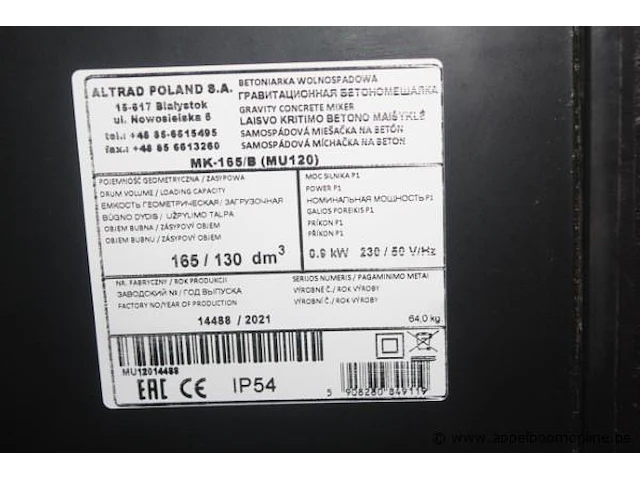 ALTRAD POLAND S.A.
15-617 Białystok
ul. Nowosielska 6
tel.: +48 85-6615495
fax.: +48 85 6613260
BETONIARKA WOLNOSPADOWA
ГРАВИТАЦИОННАЯ БЕТОНОМЕШАЛКА
GRAVITY CONCRETE MIXER
LAISVO KRITIMO BETONO MAIŠYKLĖ
SAMOSPÁDOVÁ MIEŠAČKA NA BETÓN
SAMOSPÁDOVÁ MÍCHAČKA NA BETON
MK-165/B (MU120)
POJEMNOŚĆ GEOMETRYCZNA / ZASYPOWA
DRUM VOLUME / LOADING CAPACITY
ЕМКОСТЬ ГЕОМЕТРИЧЕСКАЯ / ЗАГРУЗОЧНАЯ
BŪGNO DYDIS / UŽPYLIMO TALPA
OBJEM BUBNA / ZÁSYPOVÝ OBJEM
OBJEM BUBNU / ZÁSYPOVÝ OBJEM
165 / 130 dm³
MOC SILNIKA P1
POWER P1
НОМИНАЛЬНАЯ МОЩНОСТЬ P1
GALIOS POREIKIS P1
PRÍKON P1
PŘÍKON P1
0.9 kW 230 / 50 V/Hz
NR. FABRYCZNY / ROK PRODUKCJI
ЗАВОДСКИЙ № / ГОД ВЫПУСКА
FACTORY NO/YEAR OF PRODUCTION
SERIJOS NUMERIS / PAGAMINIMO METAI
VÝROBNÉ Č./ ROK VÝROBY
VÝROBNÍ Č./ ROK VÝROBY
14488 / 2021
64,0 kg
MU12014488
EAC CE IP54
5 908280 849119
© www.appelboomonline.be